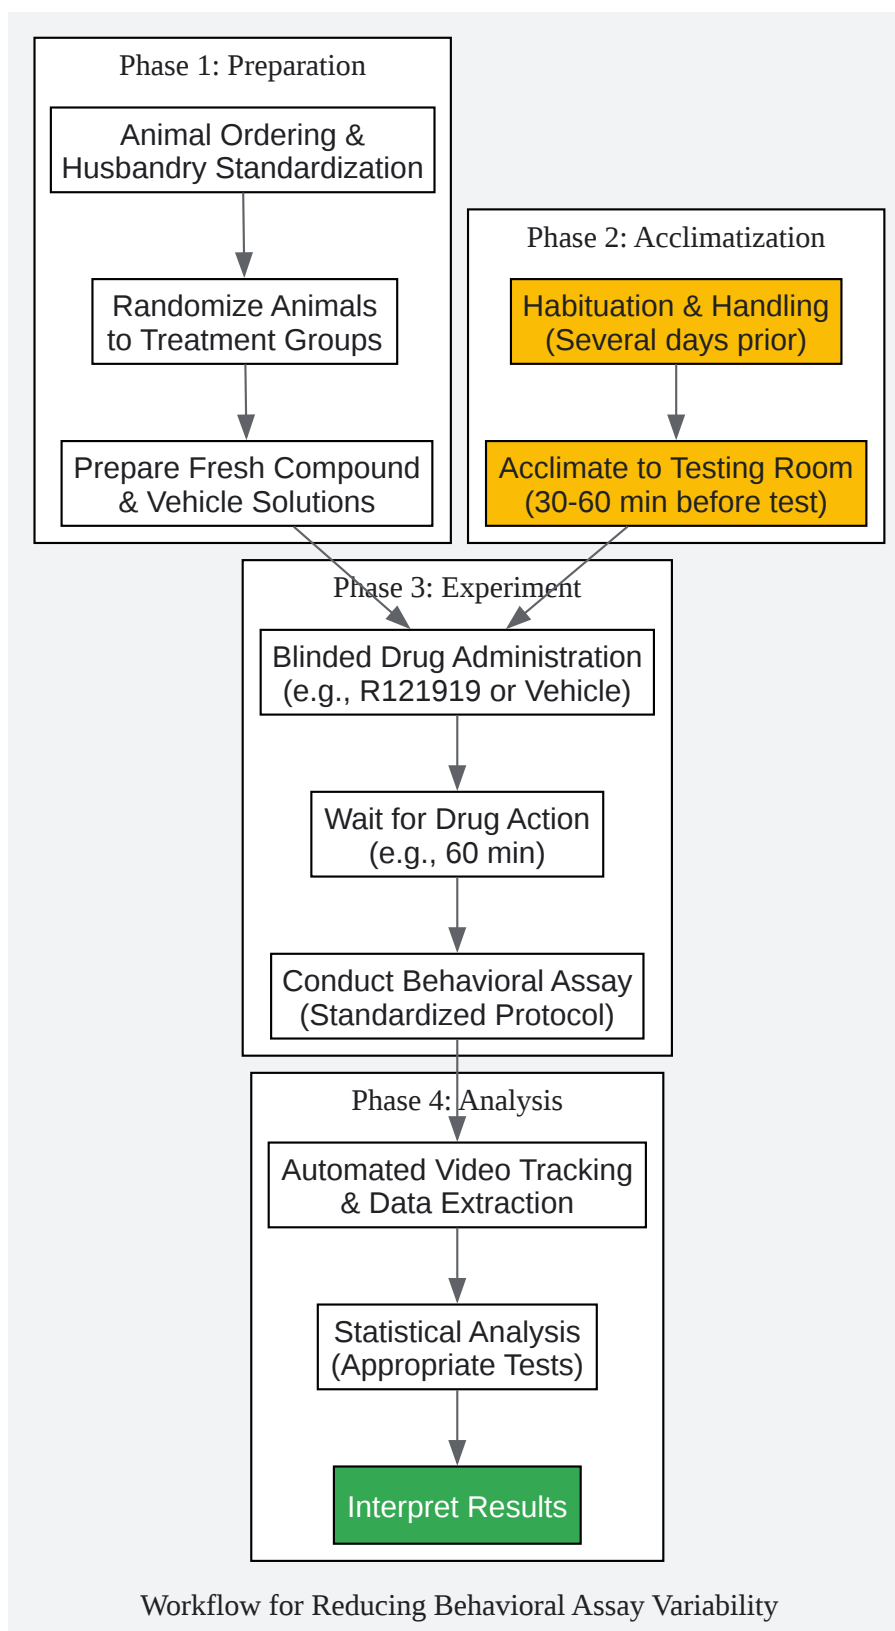 Phase 1: Preparation
Animal Ordering &
Husbandry Standardization
Randomize Animals
to Treatment Groups
Prepare Fresh Compound
& Vehicle Solutions
Phase 2: Acclimatization
Habituation & Handling
(Several days prior)
Acclimate to Testing Room
(30-60 min before test)
Phase 3: Experiment
Blinded Drug Administration
(e.g., R121919 or Vehicle)
Wait for Drug Action
(e.g., 60 min)
Conduct Behavioral Assay
(Standardized Protocol)
Phase 4: Analysis
Automated Video Tracking
& Data Extraction
Statistical Analysis
(Appropriate Tests)
Interpret Results
Workflow for Reducing Behavioral Assay Variability